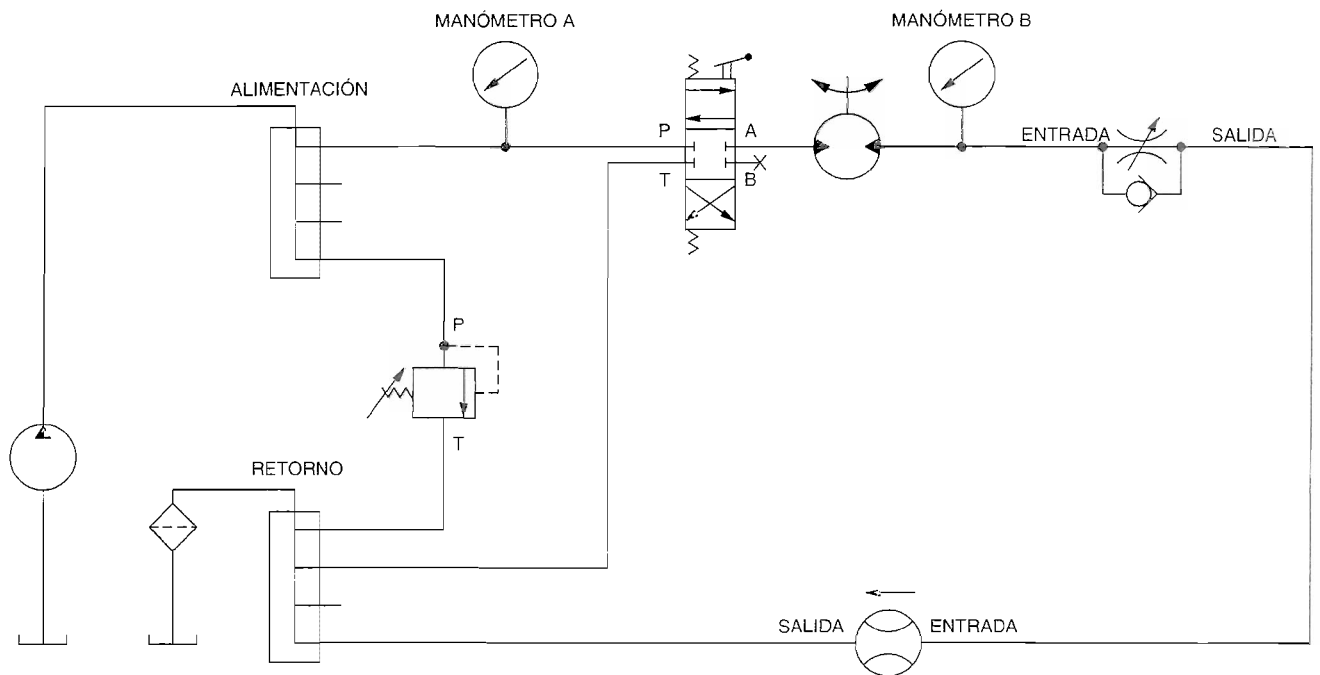 MANÓMETRO A
MANÓMETRO B
ALIMENTACIÓN
P
A
ENTRADA
SALIDA
T
B
P
T
RETORNO
SALIDA
ENTRADA